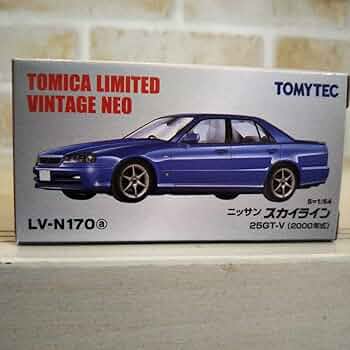 TOMICA LIMITED
VINTAGE NEO
TOMYTEC
LV-N170ⓐ
S=1/64
ニッサン スカイライン
25GT-V (2000年式)